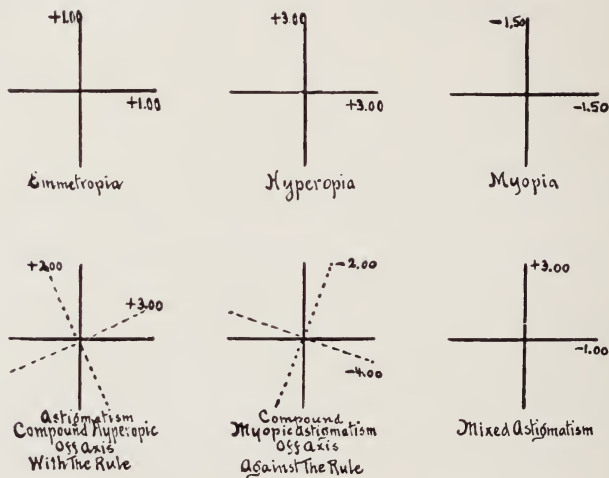 +1.00
+1.00
Emmetropia
+3.00
+3.00
Hyperopia
-1.50
-1.50
Myopia
+2.00
+3.00
Astigmatism
Compound Hyperopic
Off Axis
With The Rule
-2.00
-4.00
Compound
Myopic Astigmatism
Off Axis
Against The Rule
+3.00
-1.00
Mixed Astigmatism